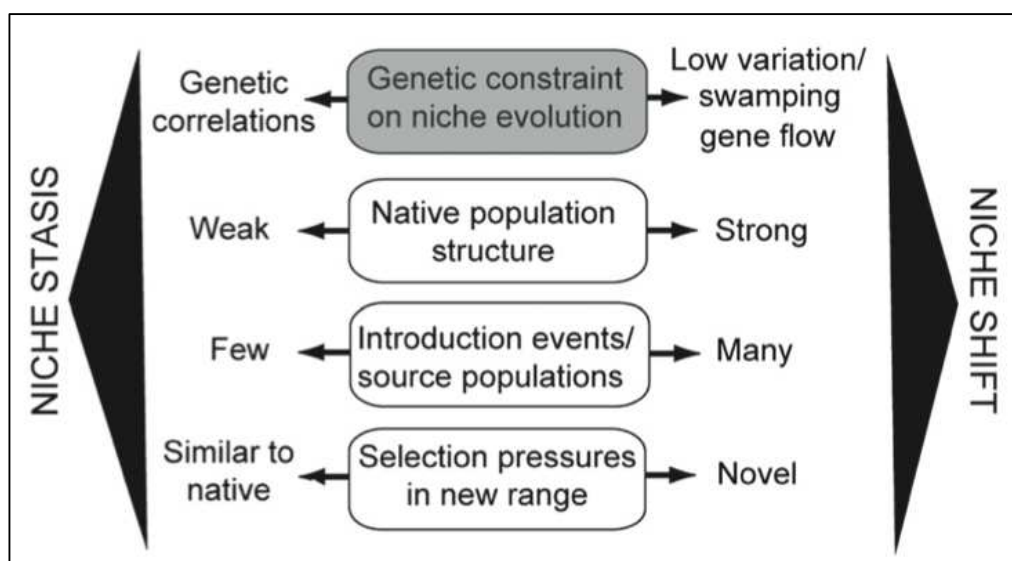 NICHE STASIS
Genetic
correlations
Genetic constraint
on niche evolution
Low variation/
swamping
gene flow
Weak
Native population
structure
Strong
Few
Introduction events/
source populations
Many
Similar to
native
Selection pressures
in new range
Novel
NICHE SHIFT